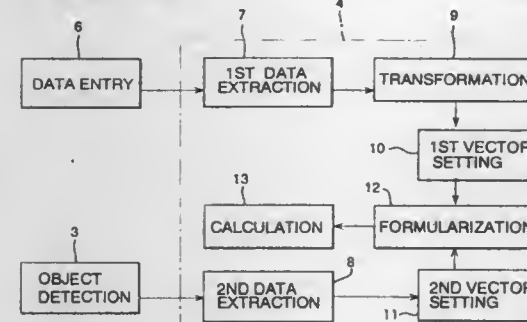 4
6
7
9
DATA ENTRY
1ST DATA
EXTRACTION
TRANSFORMATION
10
1ST VECTOR
SETTING
13
12
CALCULATION
FORMULARIZATION
3
8
OBJECT
DETECTION
2ND DATA
EXTRACTION
2ND VECTOR
SETTING
11